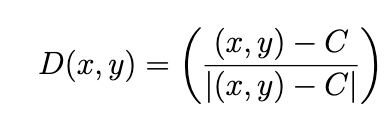 D(x, y) = ( (x, y) − C / |(x, y) − C| )